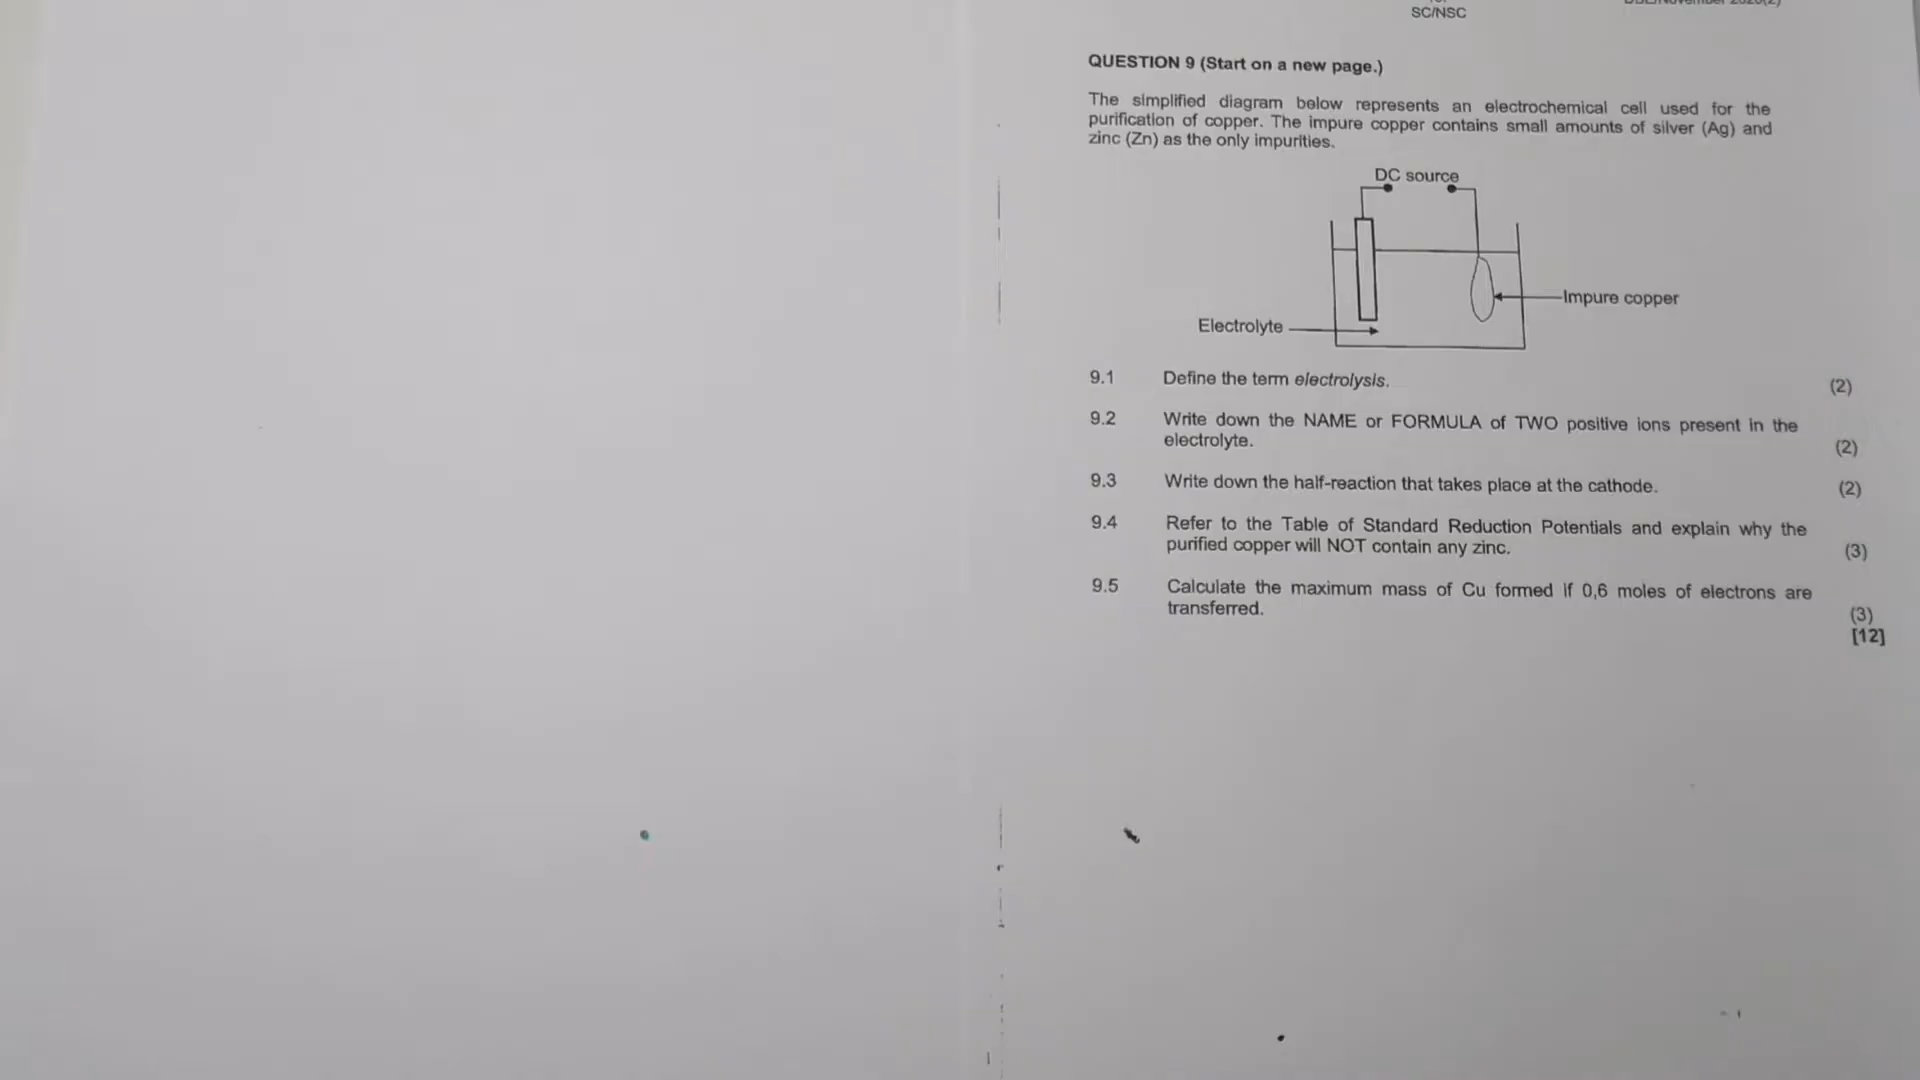 SC/NSC
QUESTION 9 (Start on a new page.)
The simplified diagram below represents an electrochemical cell used for the
purification of copper. The impure copper contains small amounts of silver (Ag) and
zinc (Zn) as the only impurities.
DC source
Impure copper
Electrolyte
9.1 Define the term electrolysis. (2)
9.2 Write down the NAME or FORMULA of TWO positive ions present in the
electrolyte. (2)
9.3 Write down the half-reaction that takes place at the cathode. (2)
9.4 Refer to the Table of Standard Reduction Potentials and explain why the
purified copper will NOT contain any zinc. (3)
9.5 Calculate the maximum mass of Cu formed if 0,6 moles of electrons are
transferred. (3)
[12]